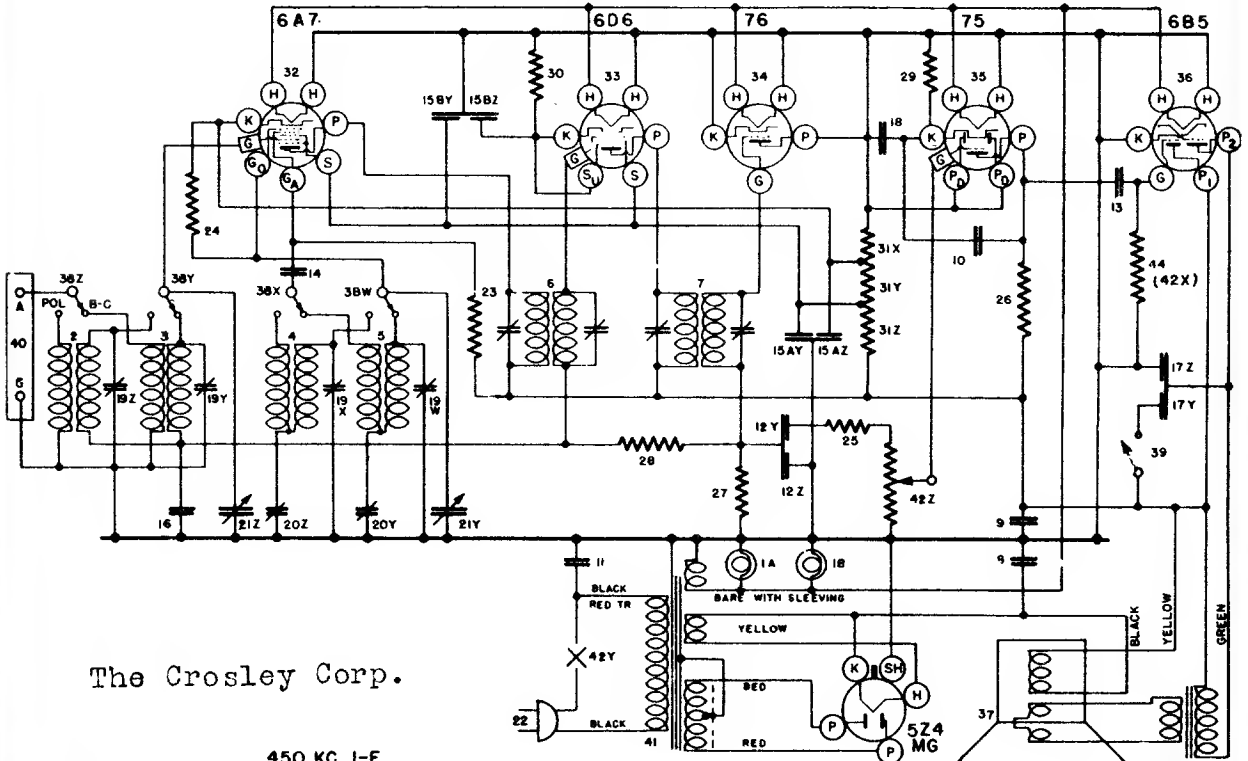 6A7 6D6 76 75 6B5
32 30 33 34 29 35 36
H H H H H H H H H H
15BY 15BZ
K P K P K P 18 K P K P2
G G G
GO GA S SU S G PD PD G P1
24 13
38Z 38Y 14 38X 38W 23 6 7 31X 10 26 44
(42X)
A POL B-C 31Y
40 2 3 4 5 31Z
G 19Z 19Y 19X 19W 15AY 15AZ 17Z
17Y
28 12Y 25 39
27 12Z 42Z
16 21Z 20Z 20Y 21Y 9
11 1A 1B 8
BLACK BARE WITH SLEEVING
RED TR
YELLOW BLACK YELLOW GREEN
The Crosley Corp. 42Y K SH H
RED 37
22 BLACK 41 P 5Z4
MG
RED P
450 KC I-F